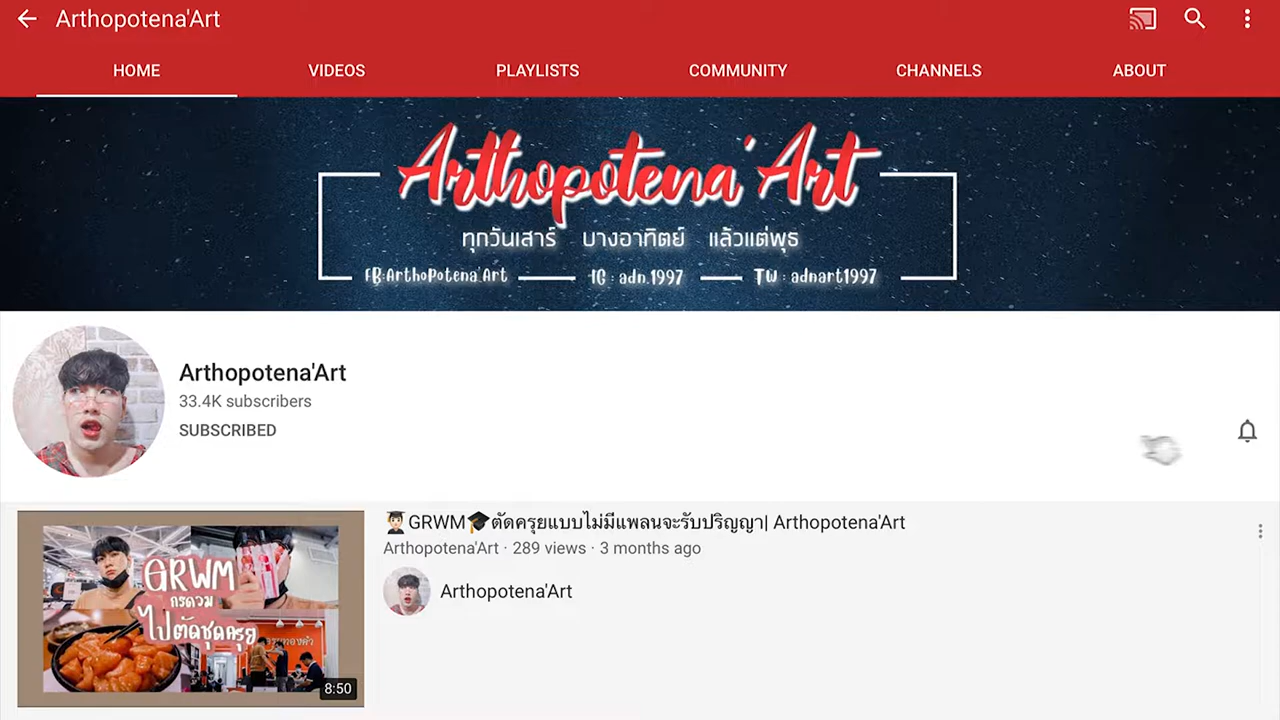 Arthopotena'Art
HOME VIDEOS PLAYLISTS COMMUNITY CHANNELS ABOUT
Arthopotena'Art
ทุกวันเสาร์ บางอาทิตย์ แล้วแต่พุธ
FB:ArthoPotena'Art IG : adn.1997 TW : adnart1997
Arthopotena'Art
33.4K subscribers
SUBSCRIBED
GRWM
กรดวม
ไปตัดชุดครุย
8:50
👨🏻‍🎓GRWM🎓ตัดครุยแบบไม่มีแพลนจะรับปริญญา| Arthopotena'Art
Arthopotena'Art · 289 views · 3 months ago
Arthopotena'Art